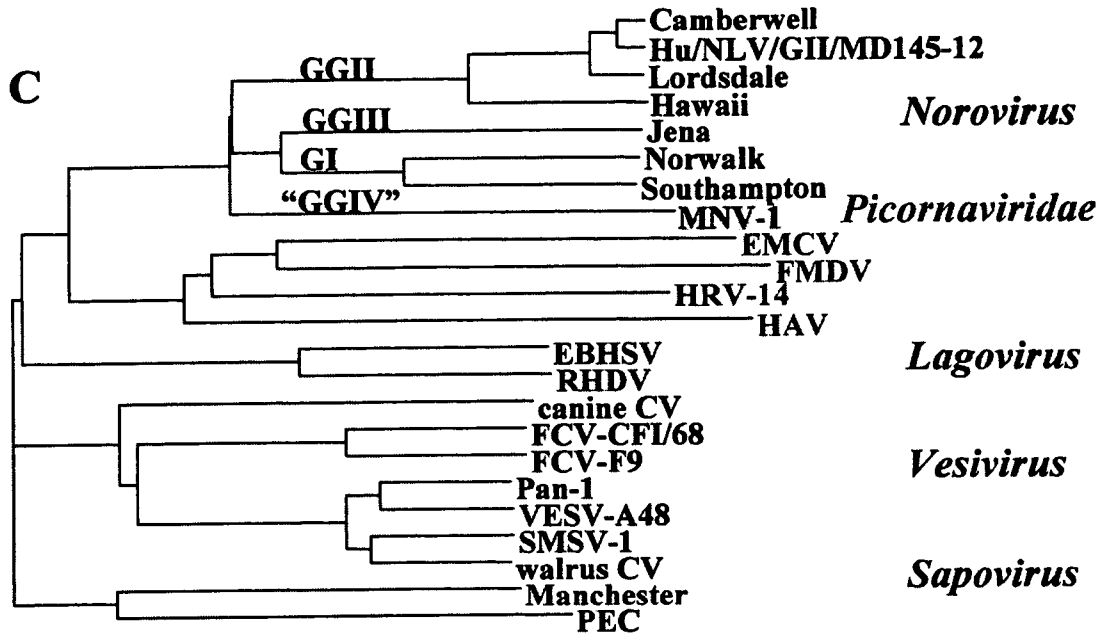 C
Camberwell
Hu/NLV/GII/MD145-12
GGII
Lordsdale
Hawaii
Norovirus
GGIII
Jena
GI
Norwalk
Southampton
"GGIV"
MNV-1
Picornaviridae
EMCV
FMDV
HRV-14
HAV
EBHSV
Lagovirus
RHDV
canine CV
FCV-CFI/68
FCV-F9
Vesivirus
Pan-1
VESV-A48
SMSV-1
walrus CV
Sapovirus
Manchester
PEC